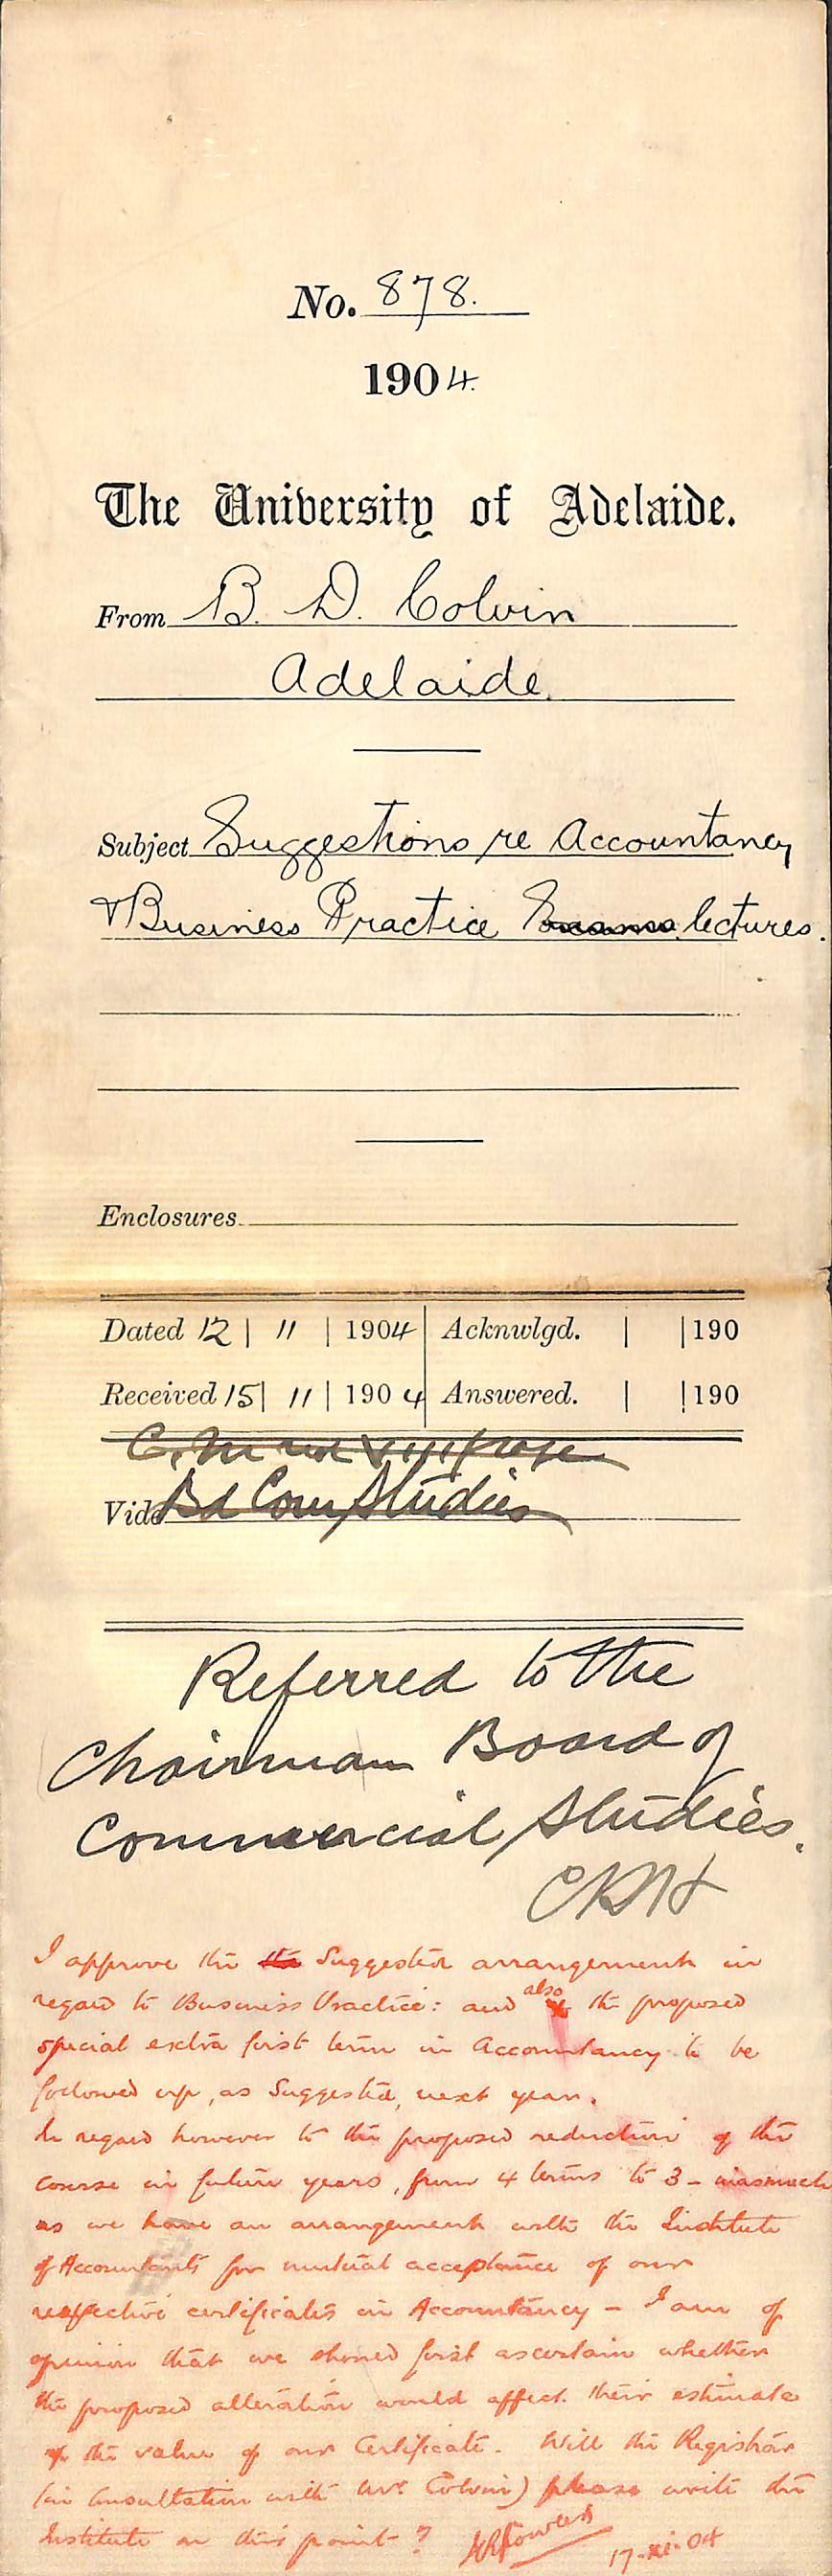 No. 878.
1904.
The University of Adelaide.
From B. D. Colvin
Adelaide.
Subject Suggestions re Accountancy
& Business Practice Exams lectures.
Enclosures
Dated 12 | 11 | 1904 Acknwlgd. | | 190
Received 15 | 11 | 1904 Answered. | | 190
Vide Bd Com Studies
Referred to the
Chairman Board of
Commercial Studies.
I approve the the Suggested arrangement in
regard to Business Practice: and also the proposed
special extra first term in Accountancy to be
followed up, as suggested, next year.
In regard however to the proposed reduction of the
course in future years, from 4 terms to 3 - inasmuch
as we have an arrangement with the Institute
of Accountants for mutual acceptance of our
respective certificates in Accountancy - I am of
opinion that we should first ascertain whether
the proposed alteration would affect their estimate
of the value of our Certificate. Will the Registrar
(in Consultation with Mr. Colvin) please write the
Institute on this point?
17-xi-04